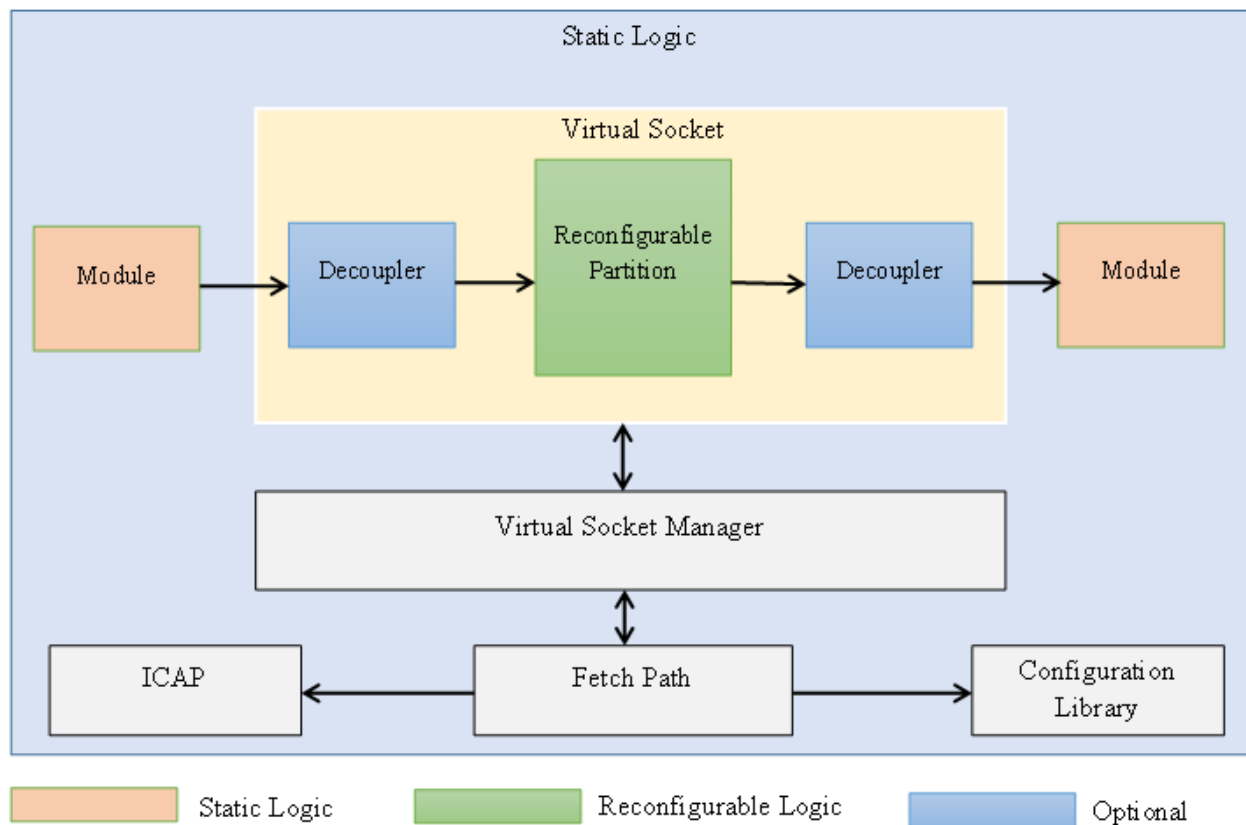 Static Logic
Virtual Socket
Module
Decoupler
Reconfigurable
Partition
Decoupler
Module
Virtual Socket Manager
ICAP
Fetch Path
Configuration
Library
Static Logic
Reconfigurable Logic
Optional